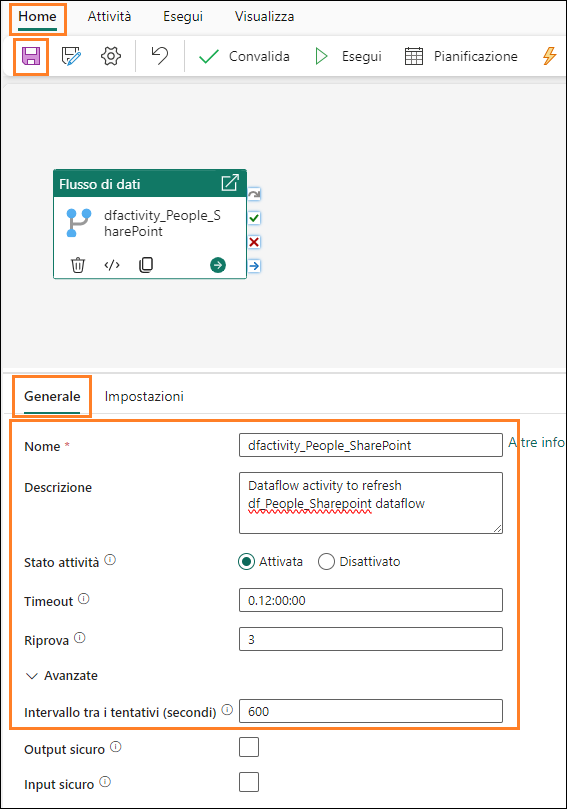 Home Attività Esegui Visualizza
Convalida Esegui Pianificazione
Flusso di dati
dfactivity_People_S
harePoint
Generale Impostazioni
Nome * dfactivity_People_SharePoint Altre info
Descrizione Dataflow activity to refresh
df_People_Sharepoint dataflow
Stato attività Attivata Disattivato
Timeout 0.12:00:00
Riprova 3
Avanzate
Intervallo tra i tentativi (secondi) 600
Output sicuro
Input sicuro